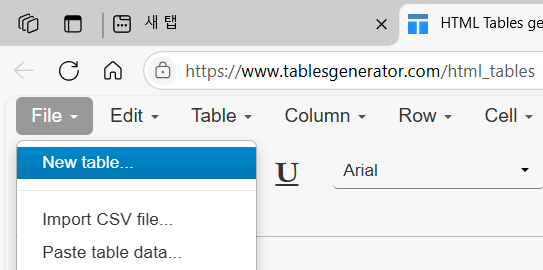 새 탭
HTML Tables ge
https://www.tablesgenerator.com/html_tables
File Edit Table Column Row Cell
New table...
U Arial
Import CSV file...
Paste table data...